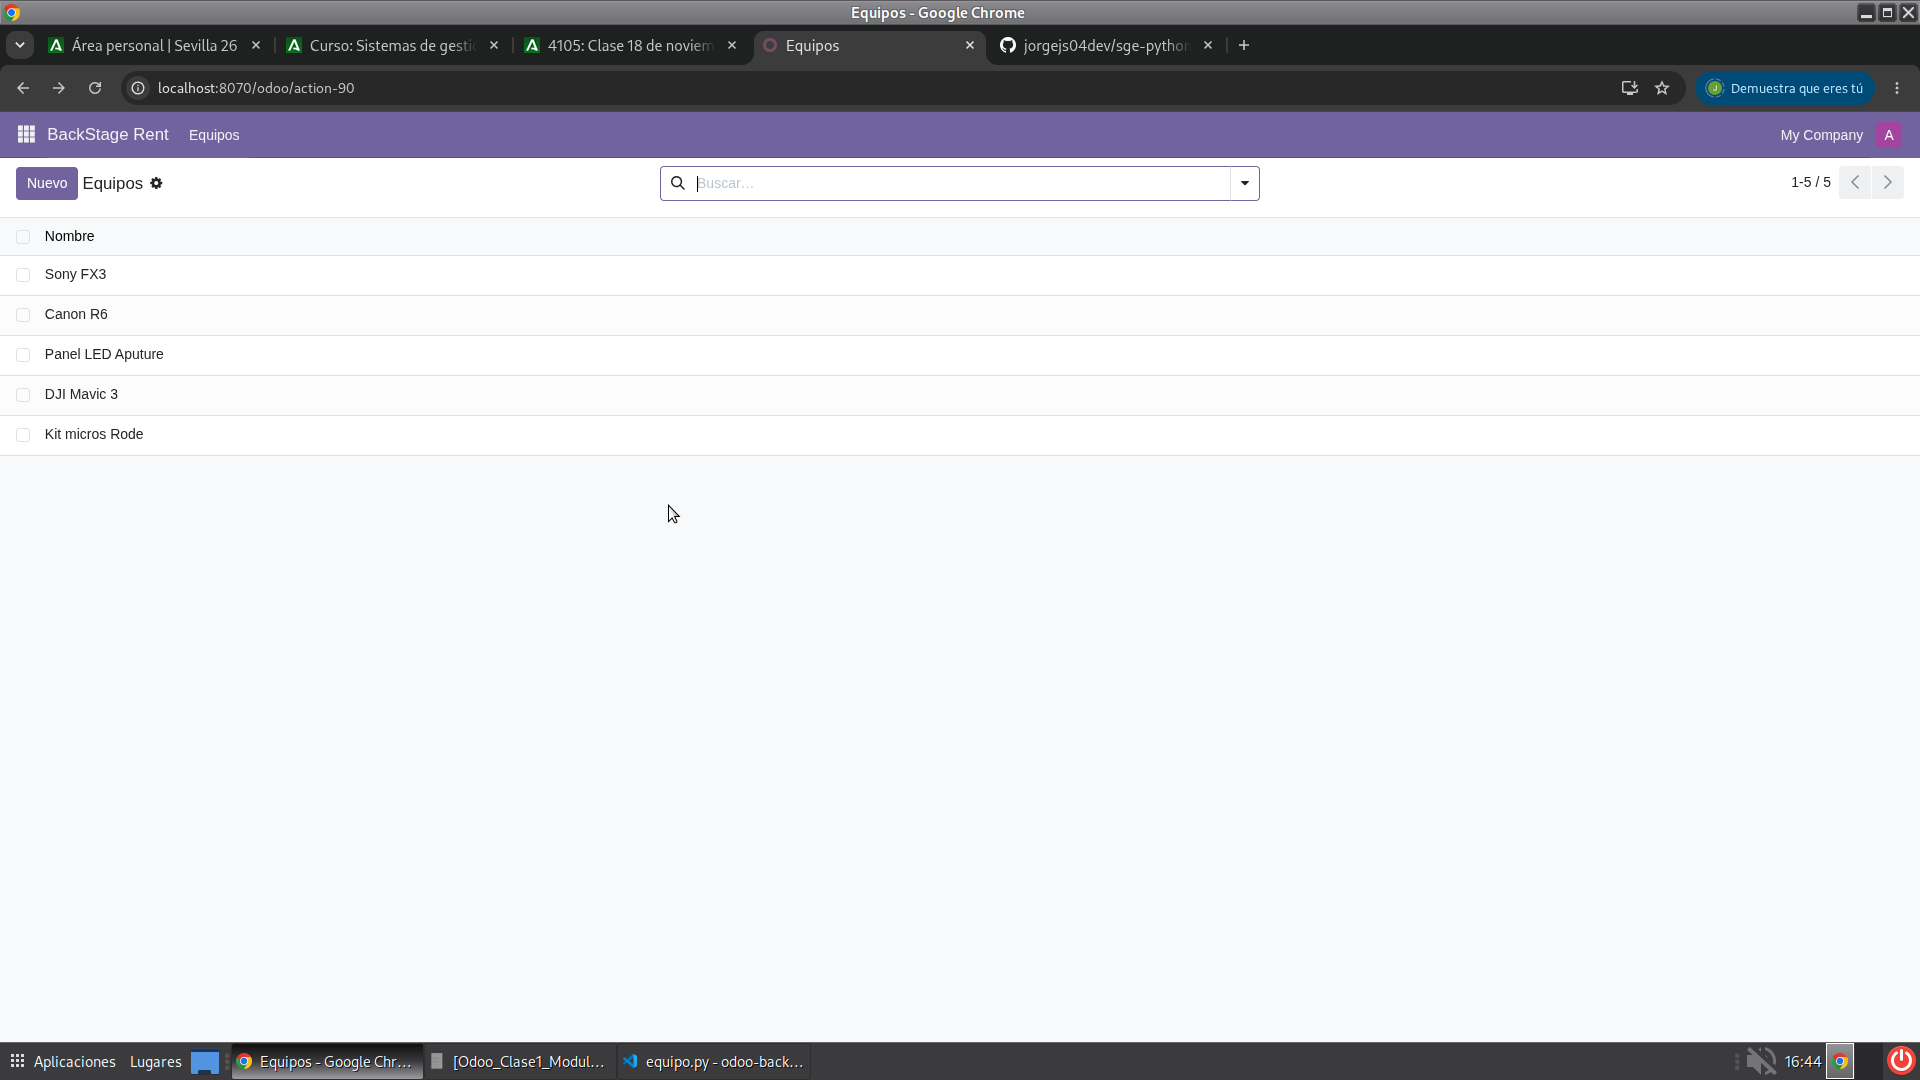 Equipos - Google Chrome
Área personal | Sevilla 26
Curso: Sistemas de gesti
4105: Clase 18 de noviem
Equipos
jorgejs04dev/sge-python
localhost:8070/odoo/action-90
Demuestra que eres tú
BackStage Rent
Equipos
My Company
A
Nuevo
Equipos
Buscar...
1-5 / 5
Nombre
Sony FX3
Canon R6
Panel LED Aputure
DJI Mavic 3
Kit micros Rode
Aplicaciones
Lugares
Equipos - Google Chr...
[Odoo_Clase1_Modul...
equipo.py - odoo-back...
16:44